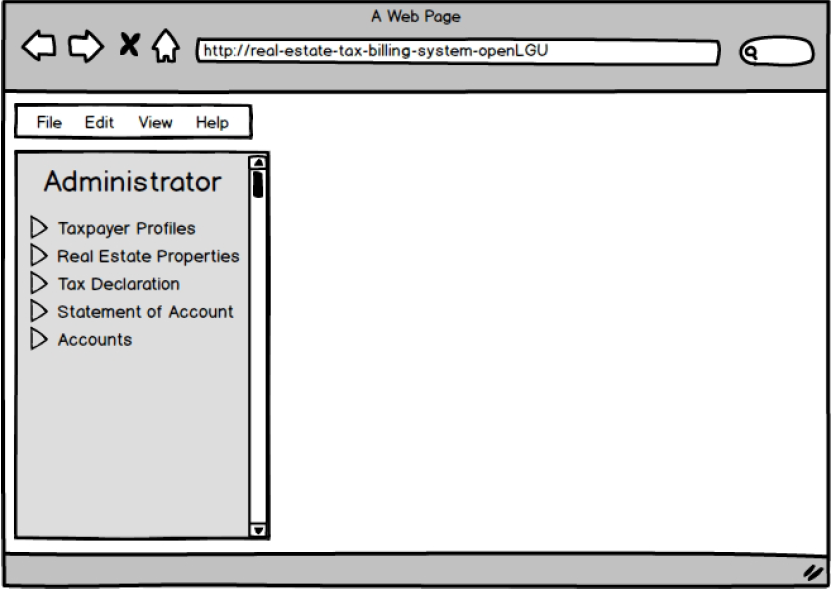 A Web Page
http://real-estate-tax-billing-system-openLGU
File Edit View Help
Administrator
Taxpayer Profiles
Real Estate Properties
Tax Declaration
Statement of Account
Accounts